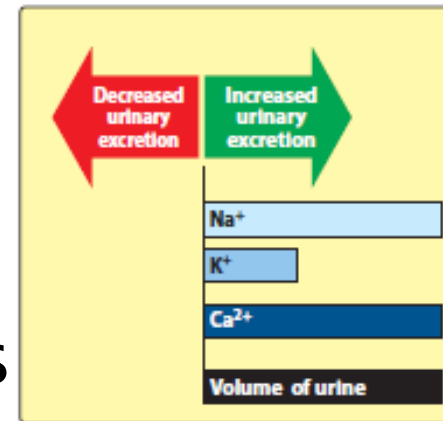 Decreased
urinary
excretion
Increased
urinary
excretion
Na⁺
K⁺
Ca²⁺
s
Volume of urine